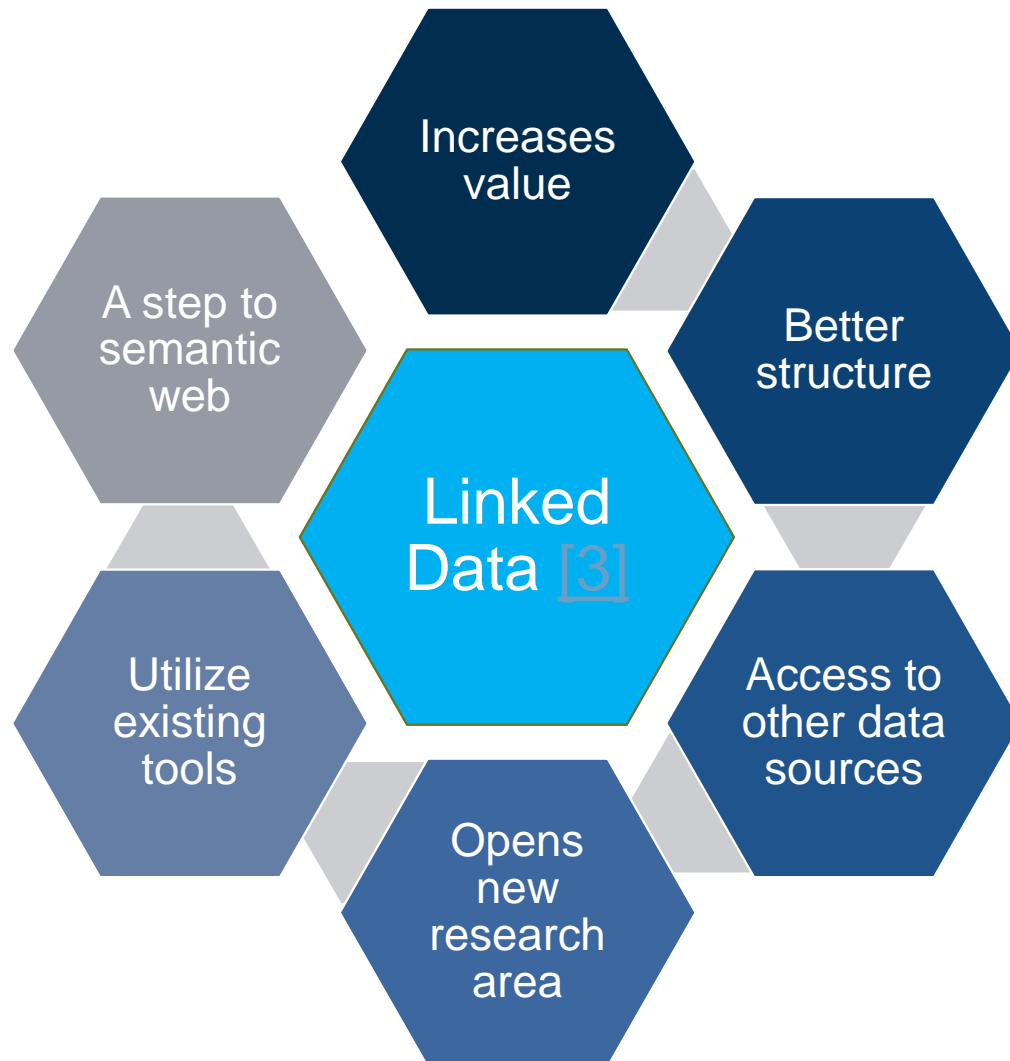 Increases
value
Better
structure
Access to
other data
sources
Opens
new
research
area
Utilize
existing
tools
A step to
semantic
web
Linked
Data [3]